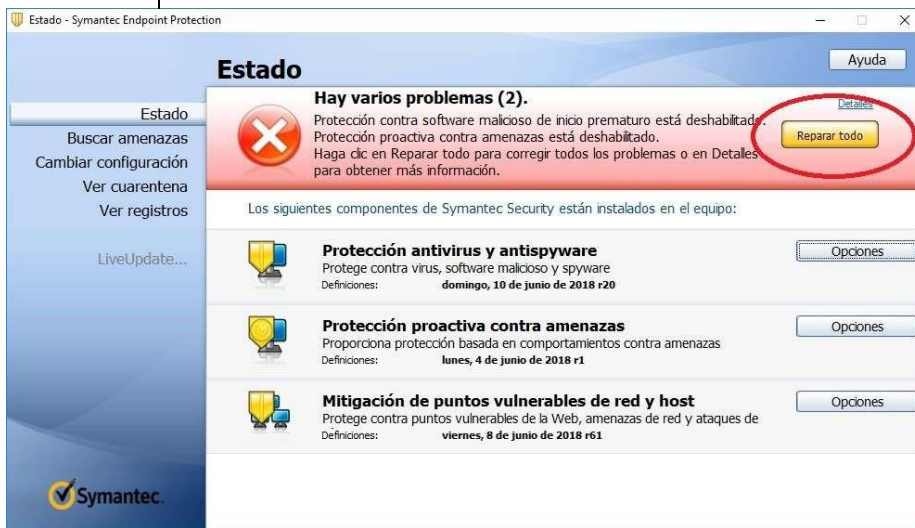 Estado - Symantec Endpoint Protection
Ayuda
Estado
Estado
Buscar amenazas
Cambiar configuración
Ver cuarentena
Ver registros
LiveUpdate...
Hay varios problemas (2).
Detalles
Protección contra software malicioso de inicio prematuro está deshabilitado.
Protección proactiva contra amenazas está deshabilitado.
Haga clic en Reparar todo para corregir todos los problemas o en Detalles
para obtener más información.
Reparar todo
Los siguientes componentes de Symantec Security están instalados en el equipo:
Protección antivirus y antispyware
Protege contra virus, software malicioso y spyware
Definiciones: domingo, 10 de junio de 2018 r20
Opciones
Protección proactiva contra amenazas
Proporciona protección basada en comportamientos contra amenazas
Definiciones: lunes, 4 de junio de 2018 r1
Opciones
Mitigación de puntos vulnerables de red y host
Protege contra puntos vulnerables de la Web, amenazas de red y ataques de
Definiciones: viernes, 8 de junio de 2018 r61
Opciones
Symantec.